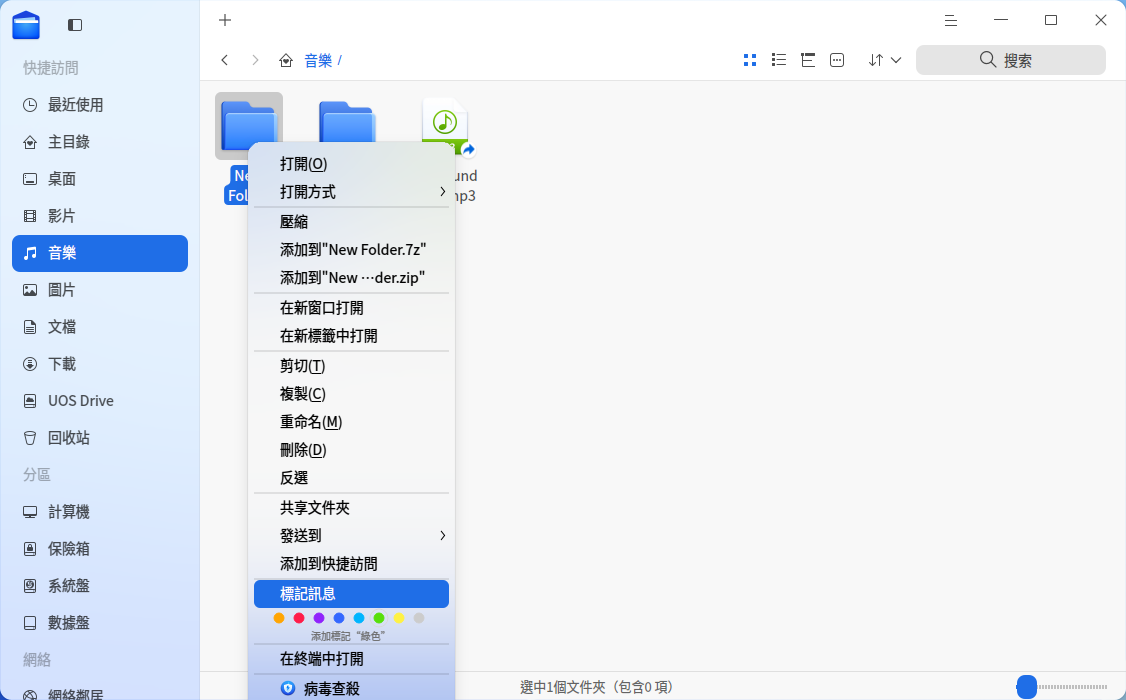 快捷訪問
最近使用
主目錄
桌面
影片
音樂
圖片
文檔
下載
UOS Drive
回收站
分區
計算機
保險箱
系統盤
數據盤
網絡
網絡鄰居
音樂 /
搜索
打開(O)
打開方式
壓縮
添加到"New Folder.7z"
添加到"New ⋯der.zip"
在新窗口打開
在新標籤中打開
剪切(T)
複製(C)
重命名(M)
刪除(D)
反選
共享文件夾
發送到
添加到快捷訪問
標記訊息
添加標記“綠色”
在終端中打開
病毒查殺
選中1個文件夾（包含0 項）